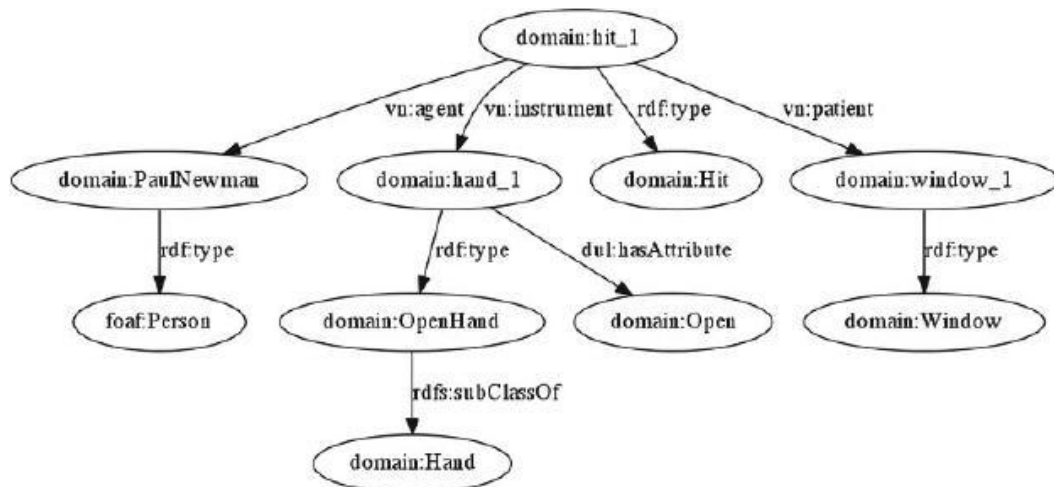 domain:hit_1
vn:agent
vn:instrument
rdf:type
vn:patient
domain:PaulNewman
domain:hand_1
domain:Hit
domain:window_1
rdf:type
rdf:type
dul:hasAttribute
rdf:type
foaf:Person
domain:OpenHand
domain:Open
domain:Window
rdfs:subClassOf
domain:Hand